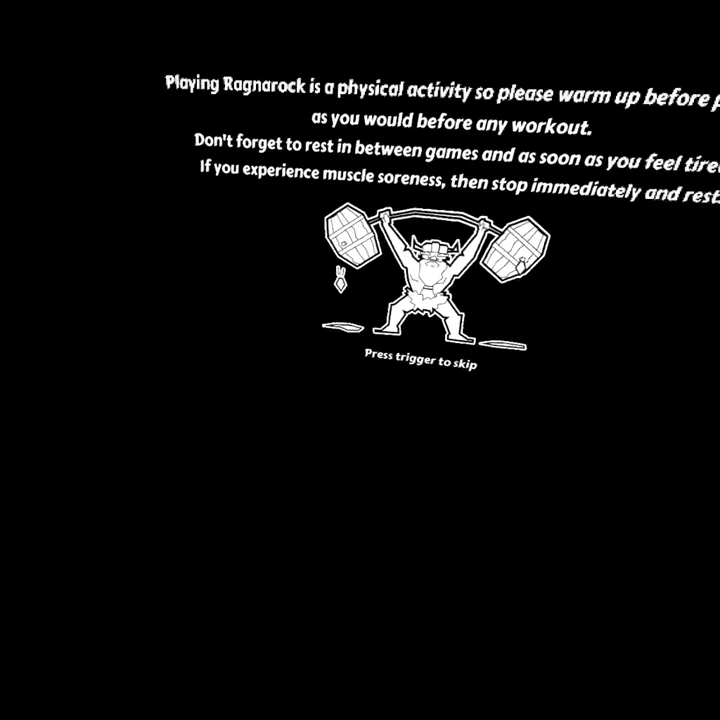 Playing Ragnarock is a physical activity so please warm up before
as you would before any workout.
Don't forget to rest in between games and as soon as you feel
If you experience muscle soreness, then stop immediately and rest
Press trigger to skip